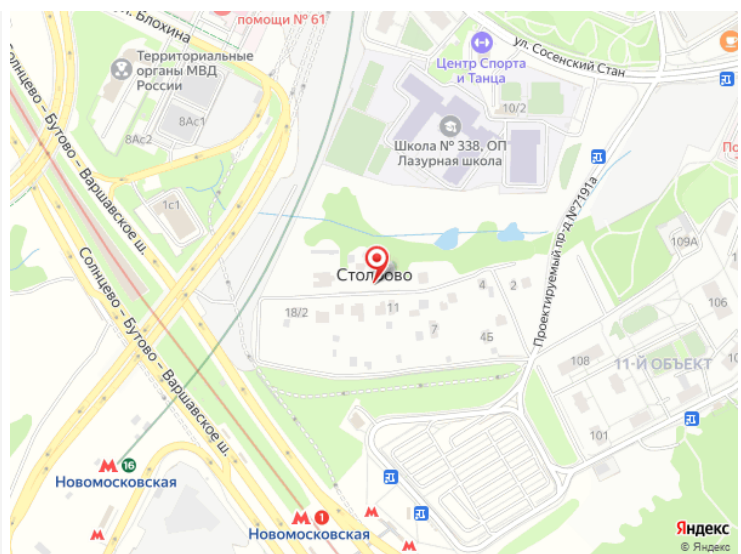 помощи № 61
ул. Блохина
Территориальные
органы МВД
России
8Ас1
8Ас2
1с1
Солнцево – Бутово – Варшавское ш.
Солнцево – Бутово – Варшавское ш.
Центр Спорта
и Танца
ул. Сосенский Стан
10/2
Школа № 338, ОП
Лазурная школа
Проектируемый пр-д №7191а
По
109А
106
108
11-Й ОБЪЕКТ
101
Столбово
18/2
11
7
4
2
4Б
16
Новомосковская
1
Новомосковская
Яндекс
© Яндекс